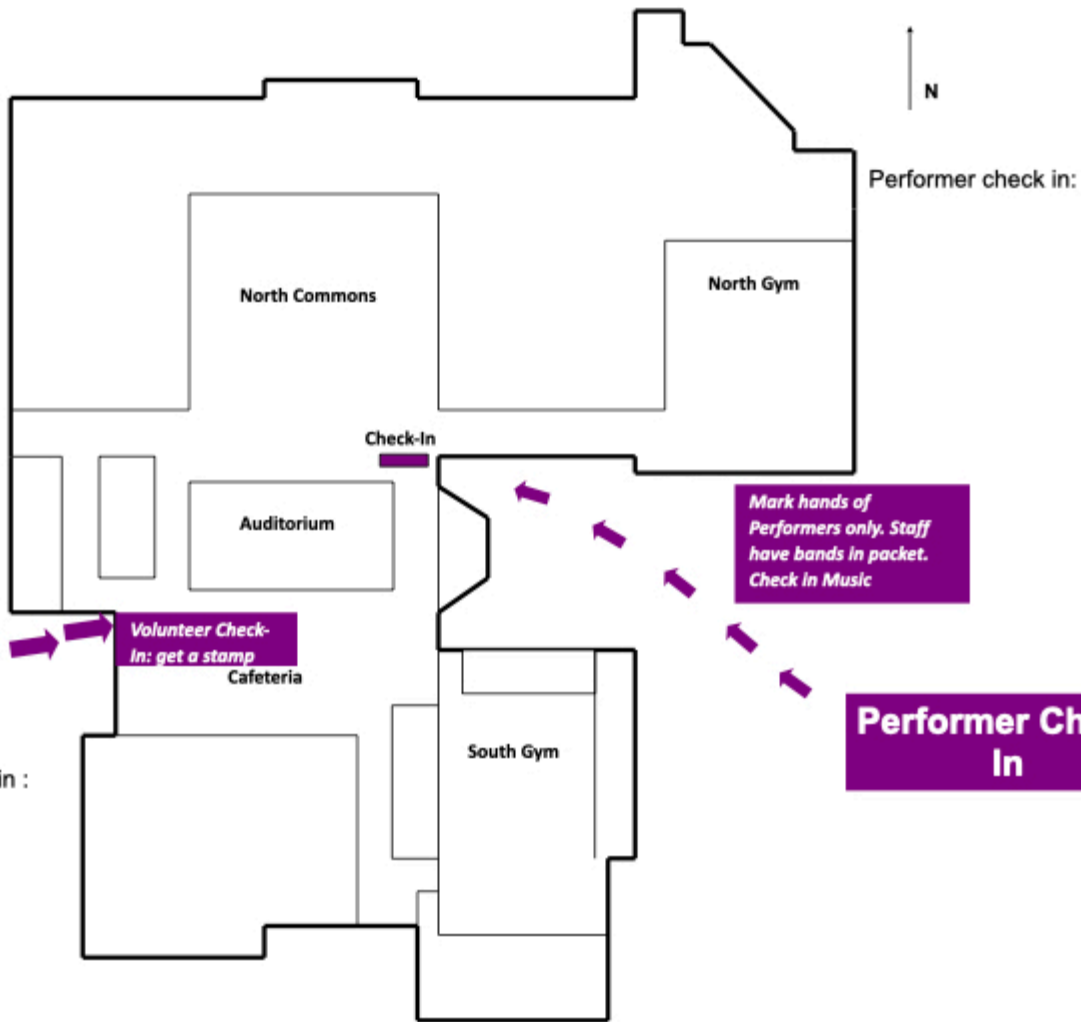 N
Performer check in:
North Commons
North Gym
Check-In
Auditorium
Mark hands of
Performers only. Staff
have bands in packet.
Check in Music
Volunteer Check-
In: get a stamp
Cafeteria
South Gym
Performer Ch
In
in :